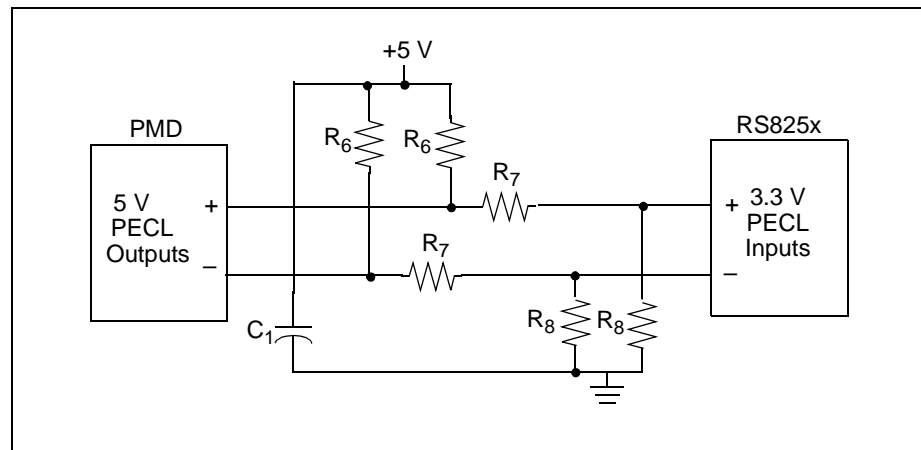 +5 V
PMD
RS825x
R6
R6
R7
5 V
PECL
Outputs
+
−
+
−
3.3 V
PECL
Inputs
R7
C1
R8
R8